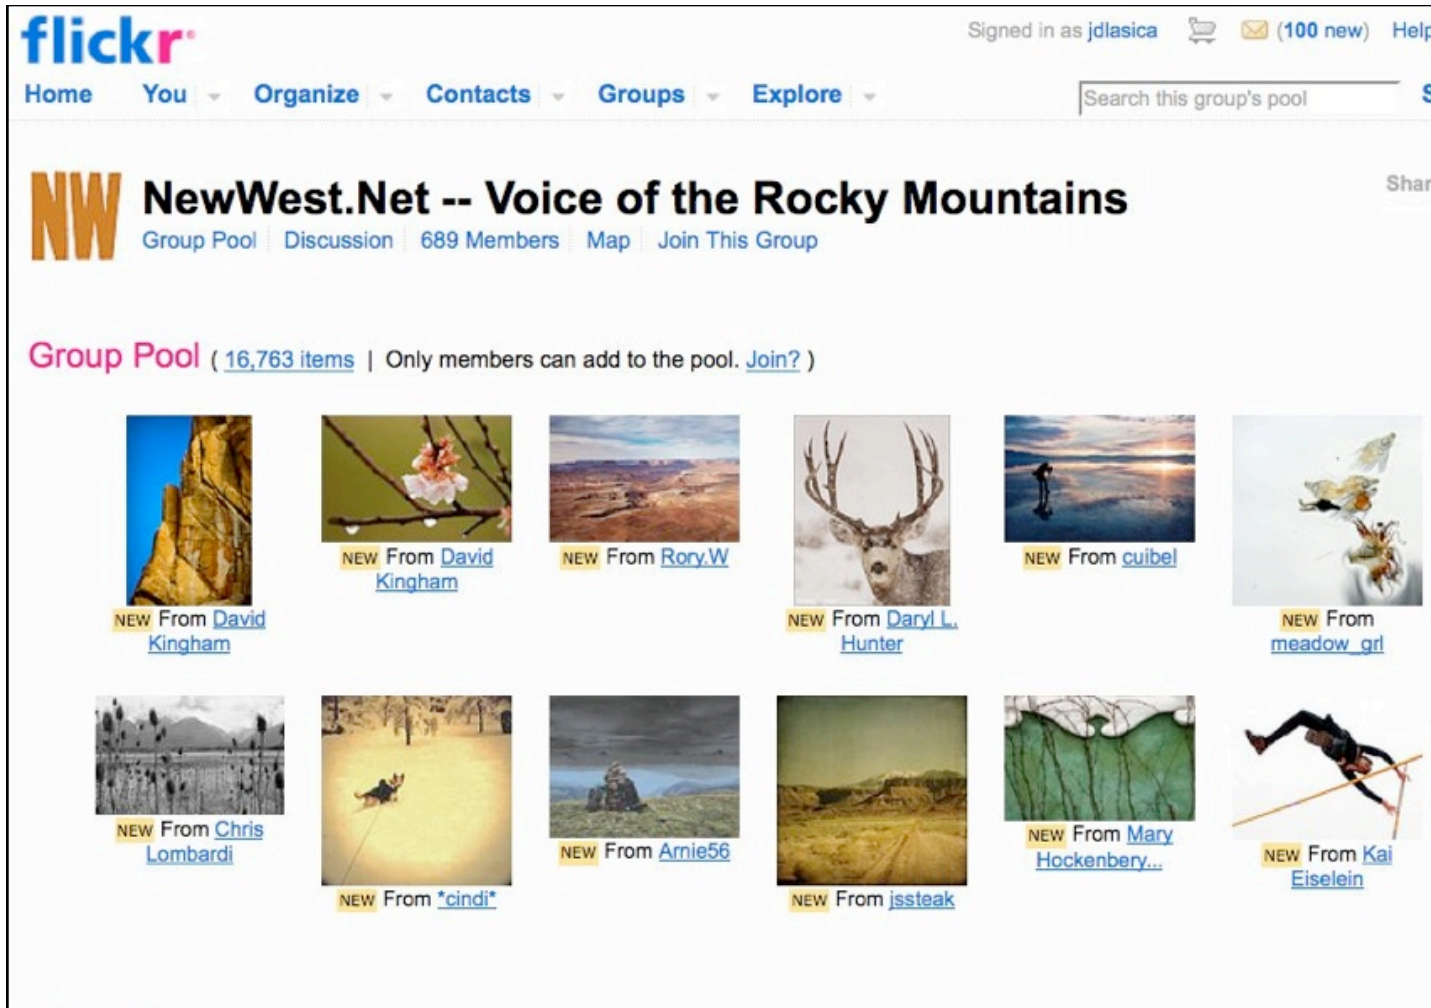 flickr
Signed in as jdlasica (100 new) Help
Home You Organize Contacts Groups Explore Search this group's pool S
NW NewWest.Net -- Voice of the Rocky Mountains
Shar
Group Pool Discussion 689 Members Map Join This Group
Group Pool ( 16,763 items | Only members can add to the pool. Join? )
NEW From David
Kingham
NEW From David
Kingham
NEW From Rory.W
NEW From Daryl L.
Hunter
NEW From cuibel
NEW From
meadow_grl
NEW From Chris
Lombardi
NEW From *cindi*
NEW From Arnie56
NEW From jssteak
NEW From Mary
Hockenbery...
NEW From Kai
Eiselein